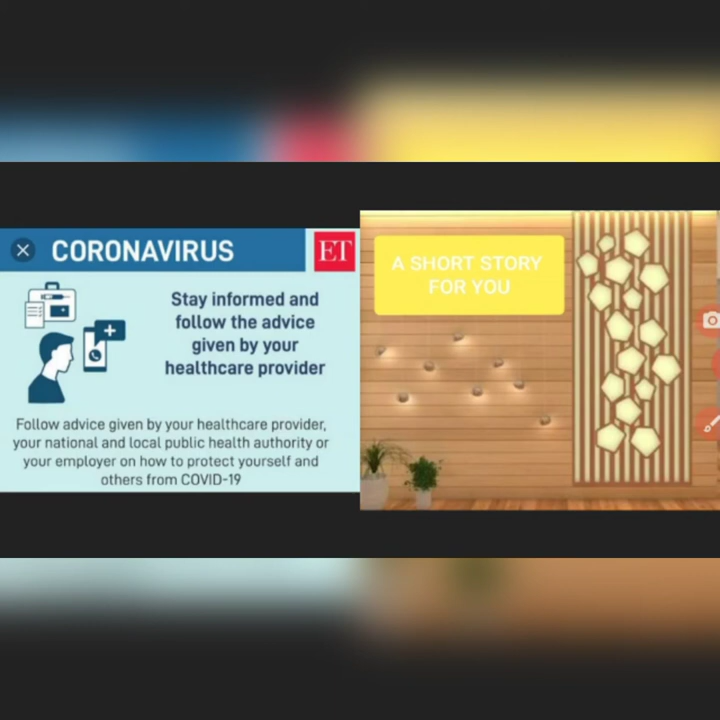 CORONAVIRUS
ET
Stay informed and
follow the advice
given by your
healthcare provider
Follow advice given by your healthcare provider,
your national and local public health authority or
your employer on how to protect yourself and
others from COVID-19
A SHORT STORY
FOR YOU